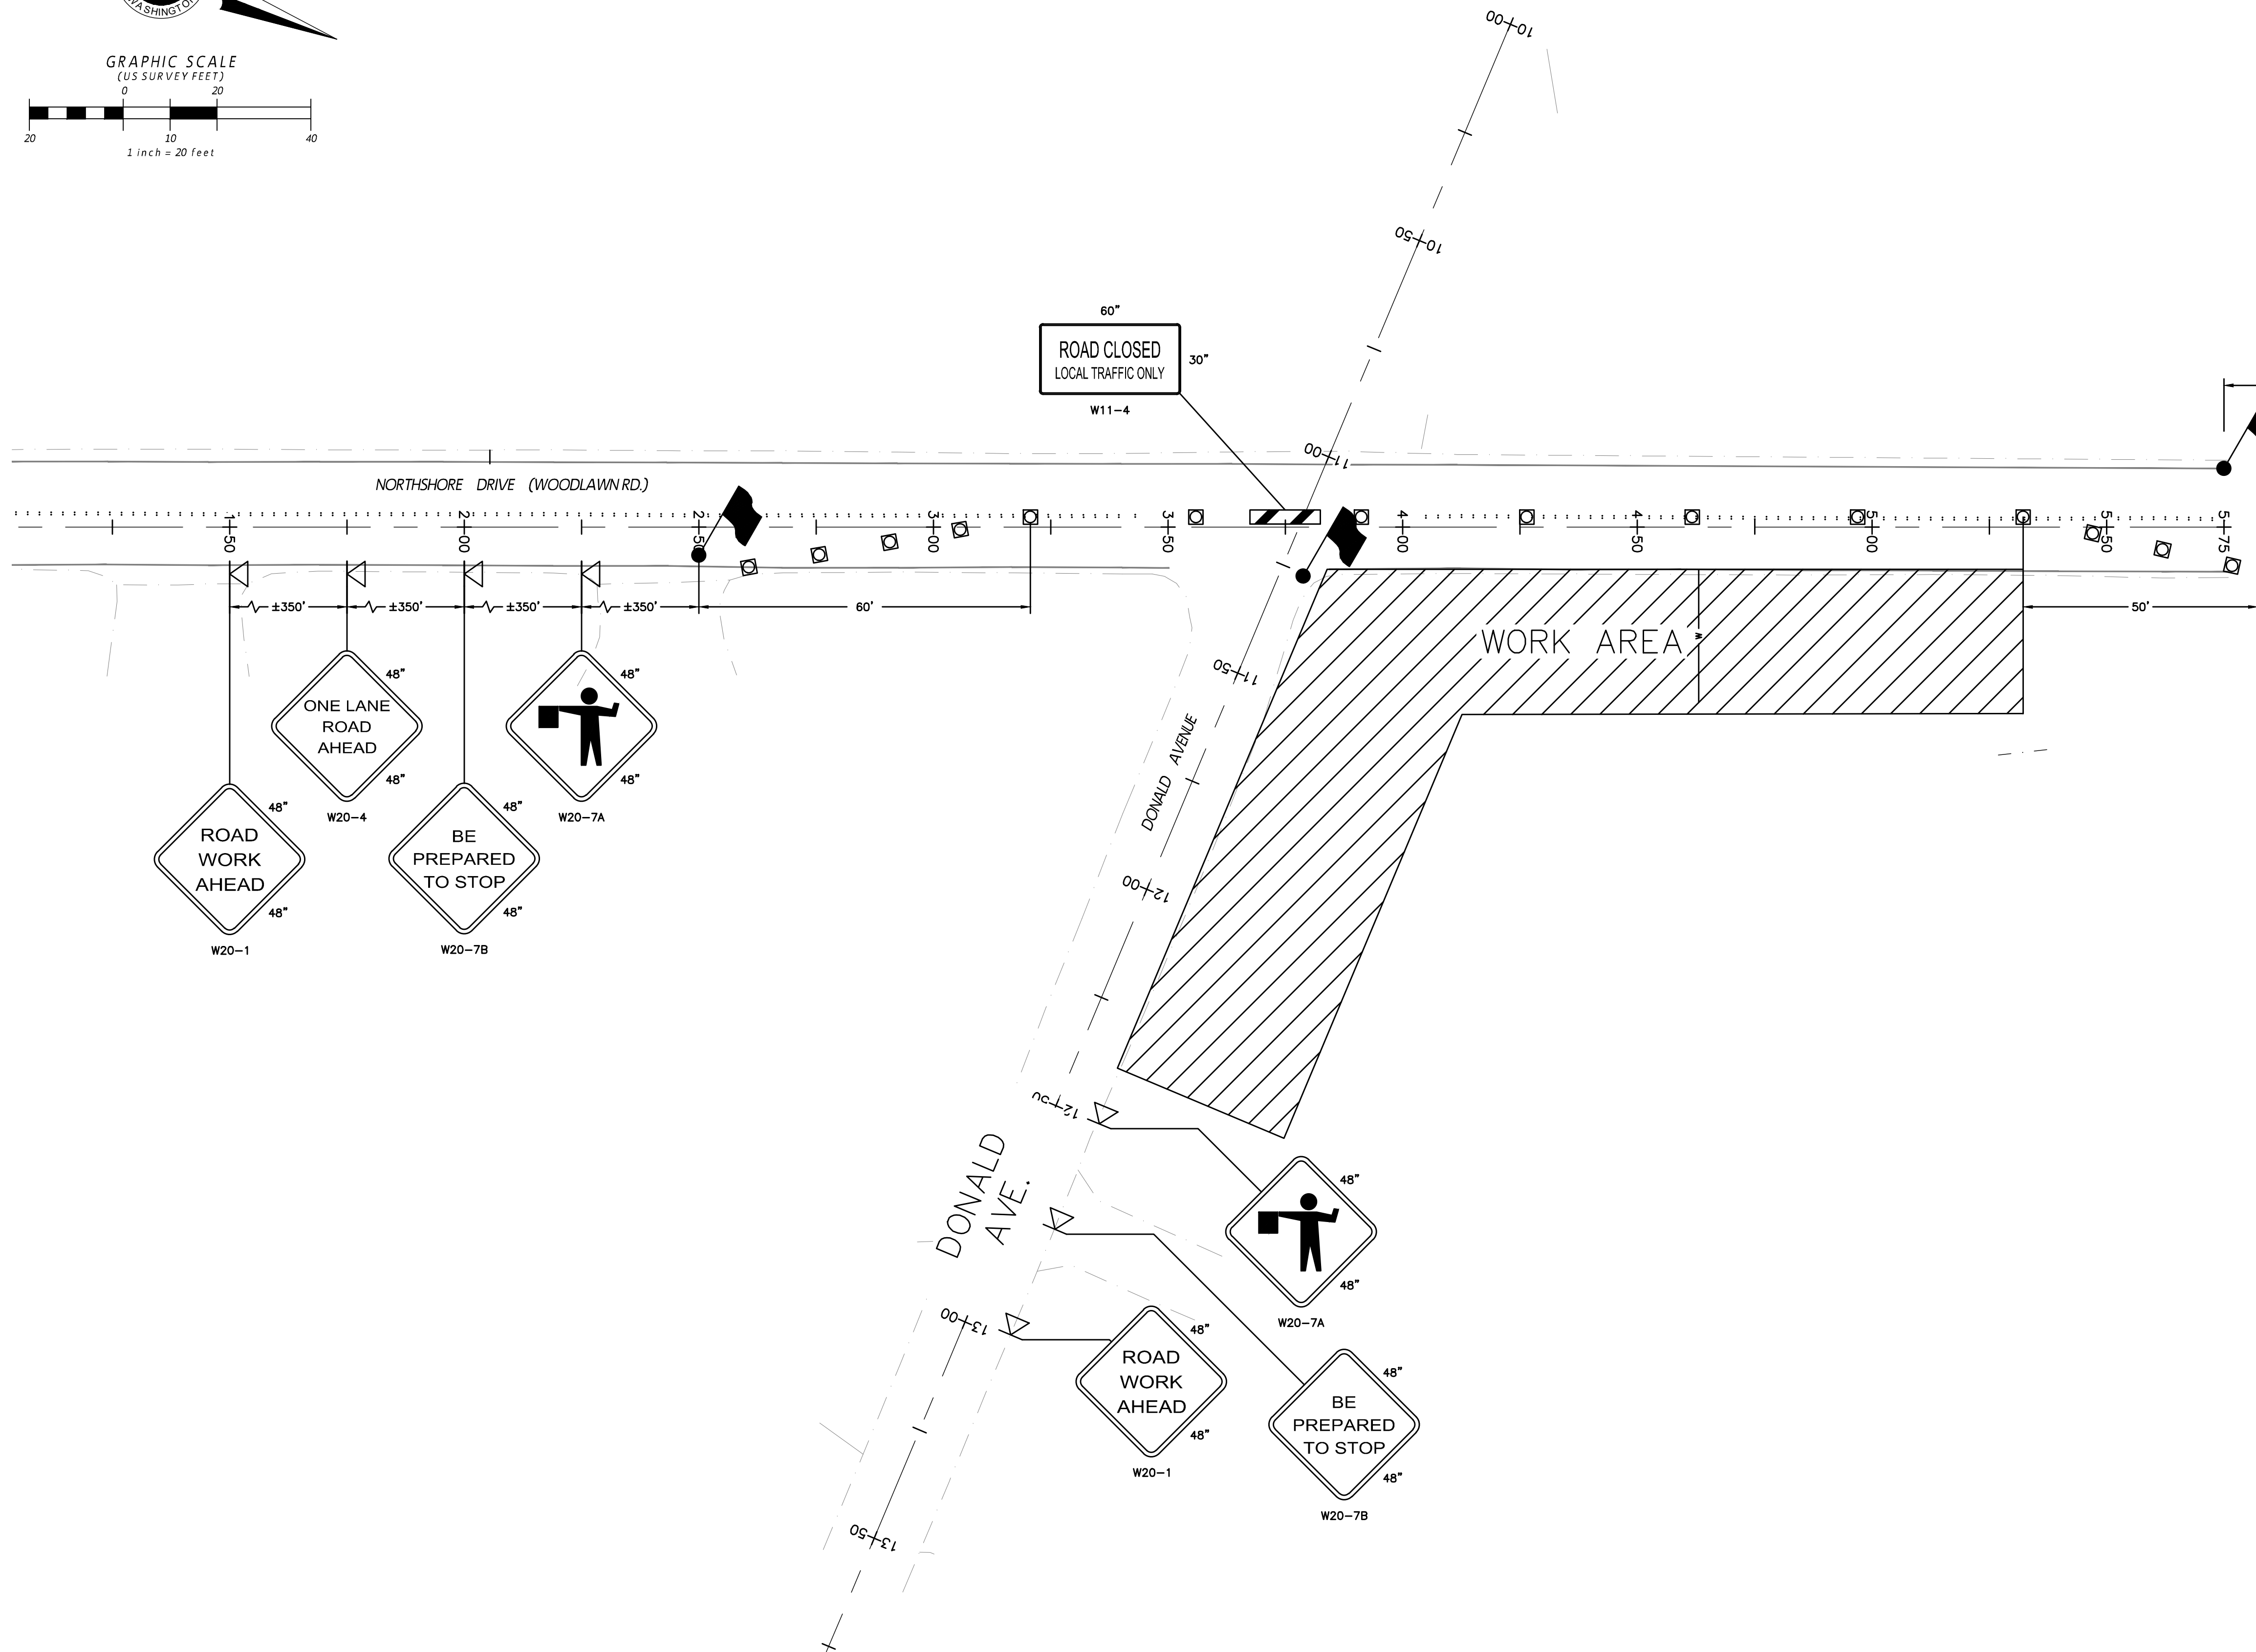 WASHINGTON
GRAPHIC SCALE
(US SURVEY FEET)
0 20
20 10 40
1 inch = 20 feet
10+00
10+50
60"
ROAD CLOSED
LOCAL TRAFFIC ONLY
30"
W11-4
11+00
NORTHSHORE DRIVE (WOODLAWN RD.)
1+50
2+00
2+50
3+00
3+50
4+00
4+50
5+00
5+50
5+75
±350' ±350' ±350' ±350' 60' 50'
WORK AREA
W
11+50
DONALD AVENUE
48"
ONE LANE
ROAD
AHEAD
48"
W20-4
48"
48"
W20-7A
48"
ROAD
WORK
AHEAD
48"
W20-1
48"
BE
PREPARED
TO STOP
48"
W20-7B
12+00
12+50
DONALD
AVE.
48"
48"
W20-7A
13+00
48"
ROAD
WORK
AHEAD
48"
W20-1
48"
BE
PREPARED
TO STOP
48"
W20-7B
13+50